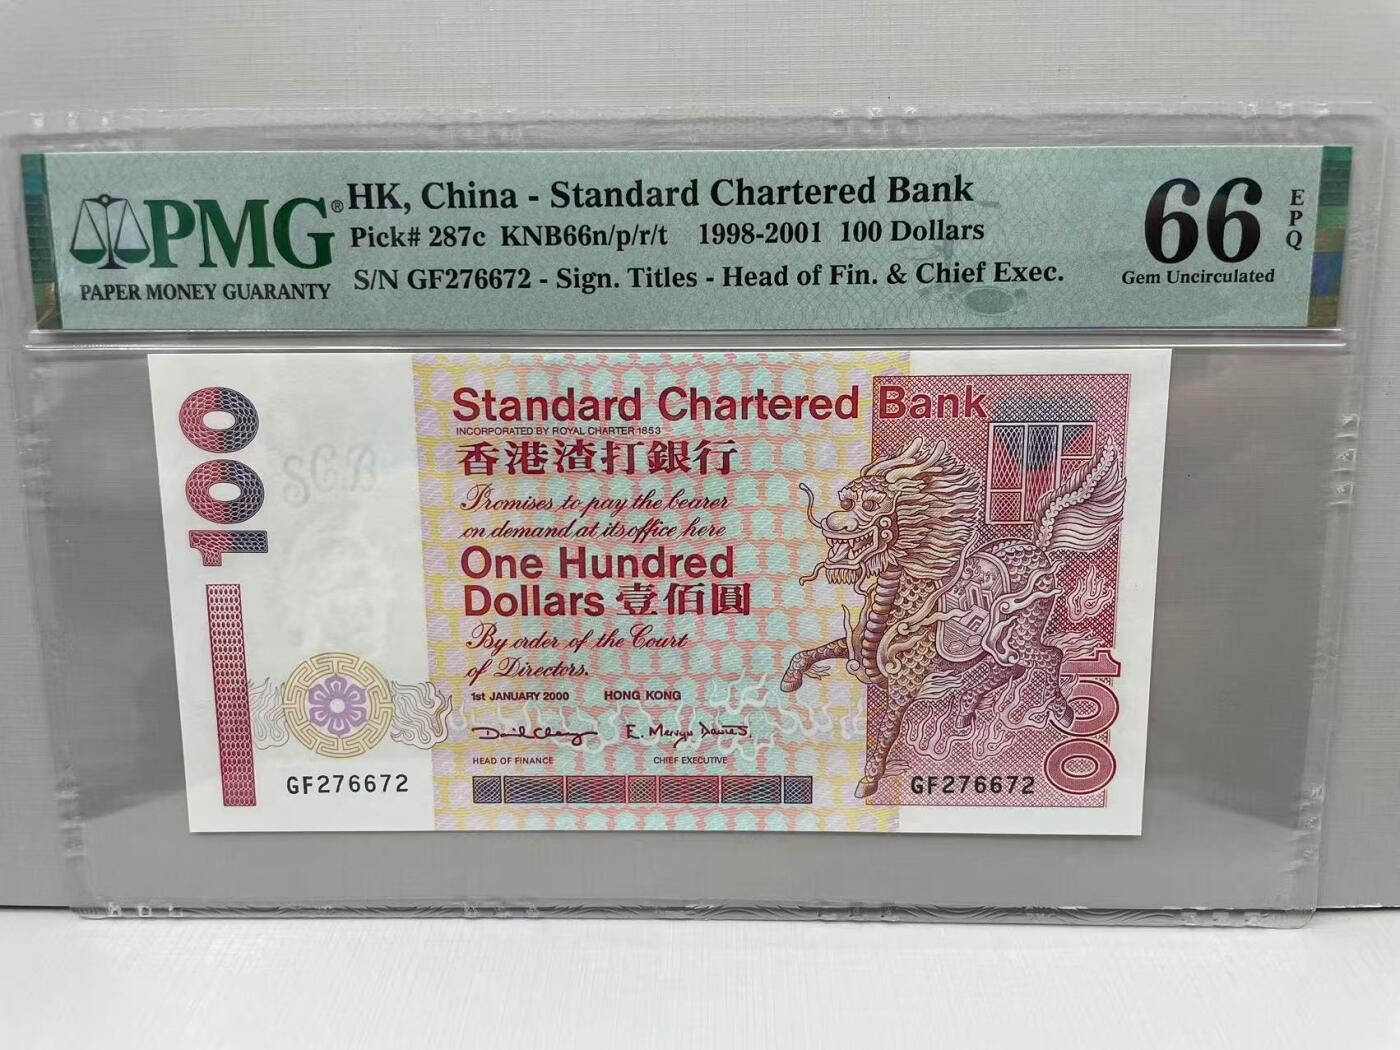 PMG®
PAPER MONEY GUARANTY
HK, China - Standard Chartered Bank
Pick# 287c KNB66n/p/r/t 1998-2001 100 Dollars
S/N GF276672 - Sign. Titles - Head of Fin. & Chief Exec.
66
EPQ
Gem Uncirculated
100
Standard Chartered Bank
INCORPORATED BY ROYAL CHARTER 1853
香港渣打銀行
SCB
Promises to pay the bearer
on demand at its office here
One Hundred
Dollars 壹佰圓
By order of the Court
of Directors.
1st JANUARY 2000 HONG KONG
E. Mervyn Davies
HEAD OF FINANCE CHIEF EXECUTIVE
GF276672
GF276672
100